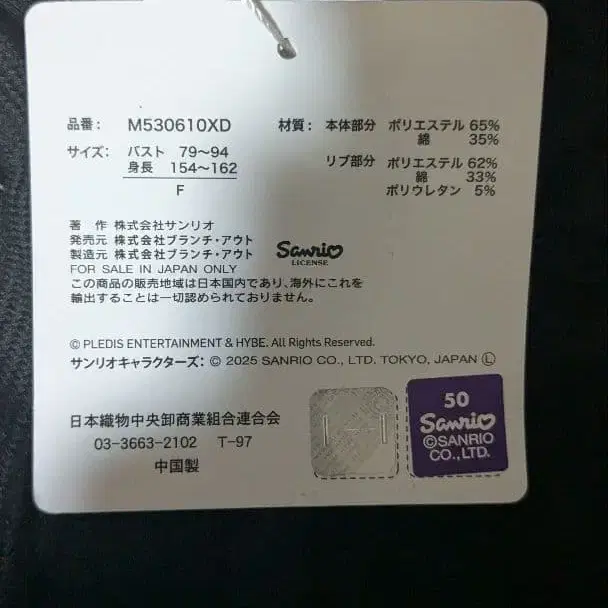 品番： M530610XD
サイズ： バスト 79～94
身長 154～162
F
材質： 本体部分 ポリエステル 65%
綿 35%
リブ部分 ポリエステル 62%
綿 33%
ポリウレタン 5%
著 作 株式会社サンリオ
発売元 株式会社ブランチ・アウト
製造元 株式会社ブランチ・アウト
Sanrio
LICENSE
FOR SALE IN JAPAN ONLY
この商品の販売地域は日本国内であり、海外にこれを
輸出することは一切認められておりません。
© PLEDIS ENTERTAINMENT & HYBE. All Rights Reserved.
サンリオキャラクターズ： © 2025 SANRIO CO., LTD. TOKYO, JAPAN Ⓛ
日本織物中央卸商業組合連合会
03-3663-2102 T-97
中国製
50
Sanrio
©SANRIO
CO.,LTD.